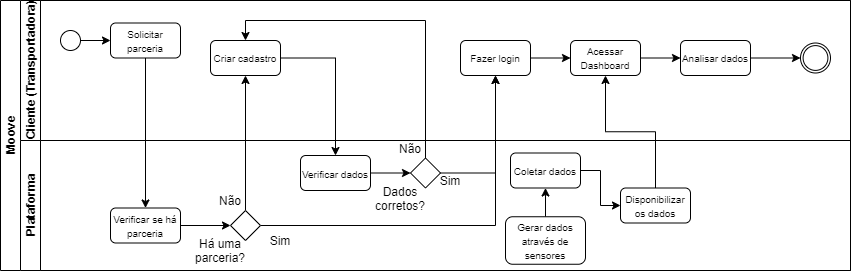 Moove
Cliente (Transportadora)
Solicitar
parceria
Criar cadastro
Não
Fazer login
Acessar
Dashboard
Analisar dados
Plataforma
Verificar se há
parceria
Não
Há uma
parceria?
Sim
Verificar dados
Não
Dados
corretos?
Sim
Coletar dados
Gerar dados
através de
sensores
Disponibilizar
os dados